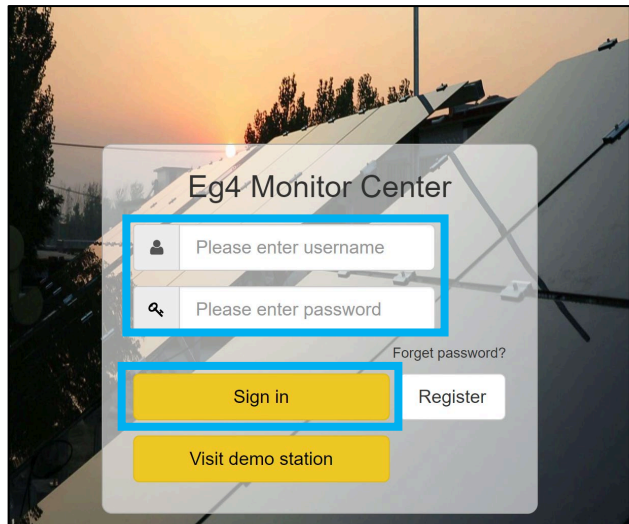 Eg4 Monitor Center
Please enter username
Please enter password
Forget password?
Sign in
Register
Visit demo station